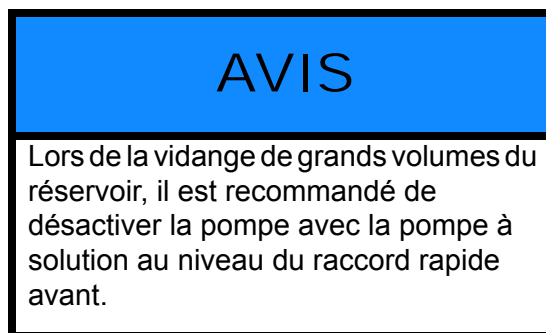 AVIS
Lors de la vidange de grands volumes du
réservoir, il est recommandé de
désactiver la pompe avec la pompe à
solution au niveau du raccord rapide
avant.